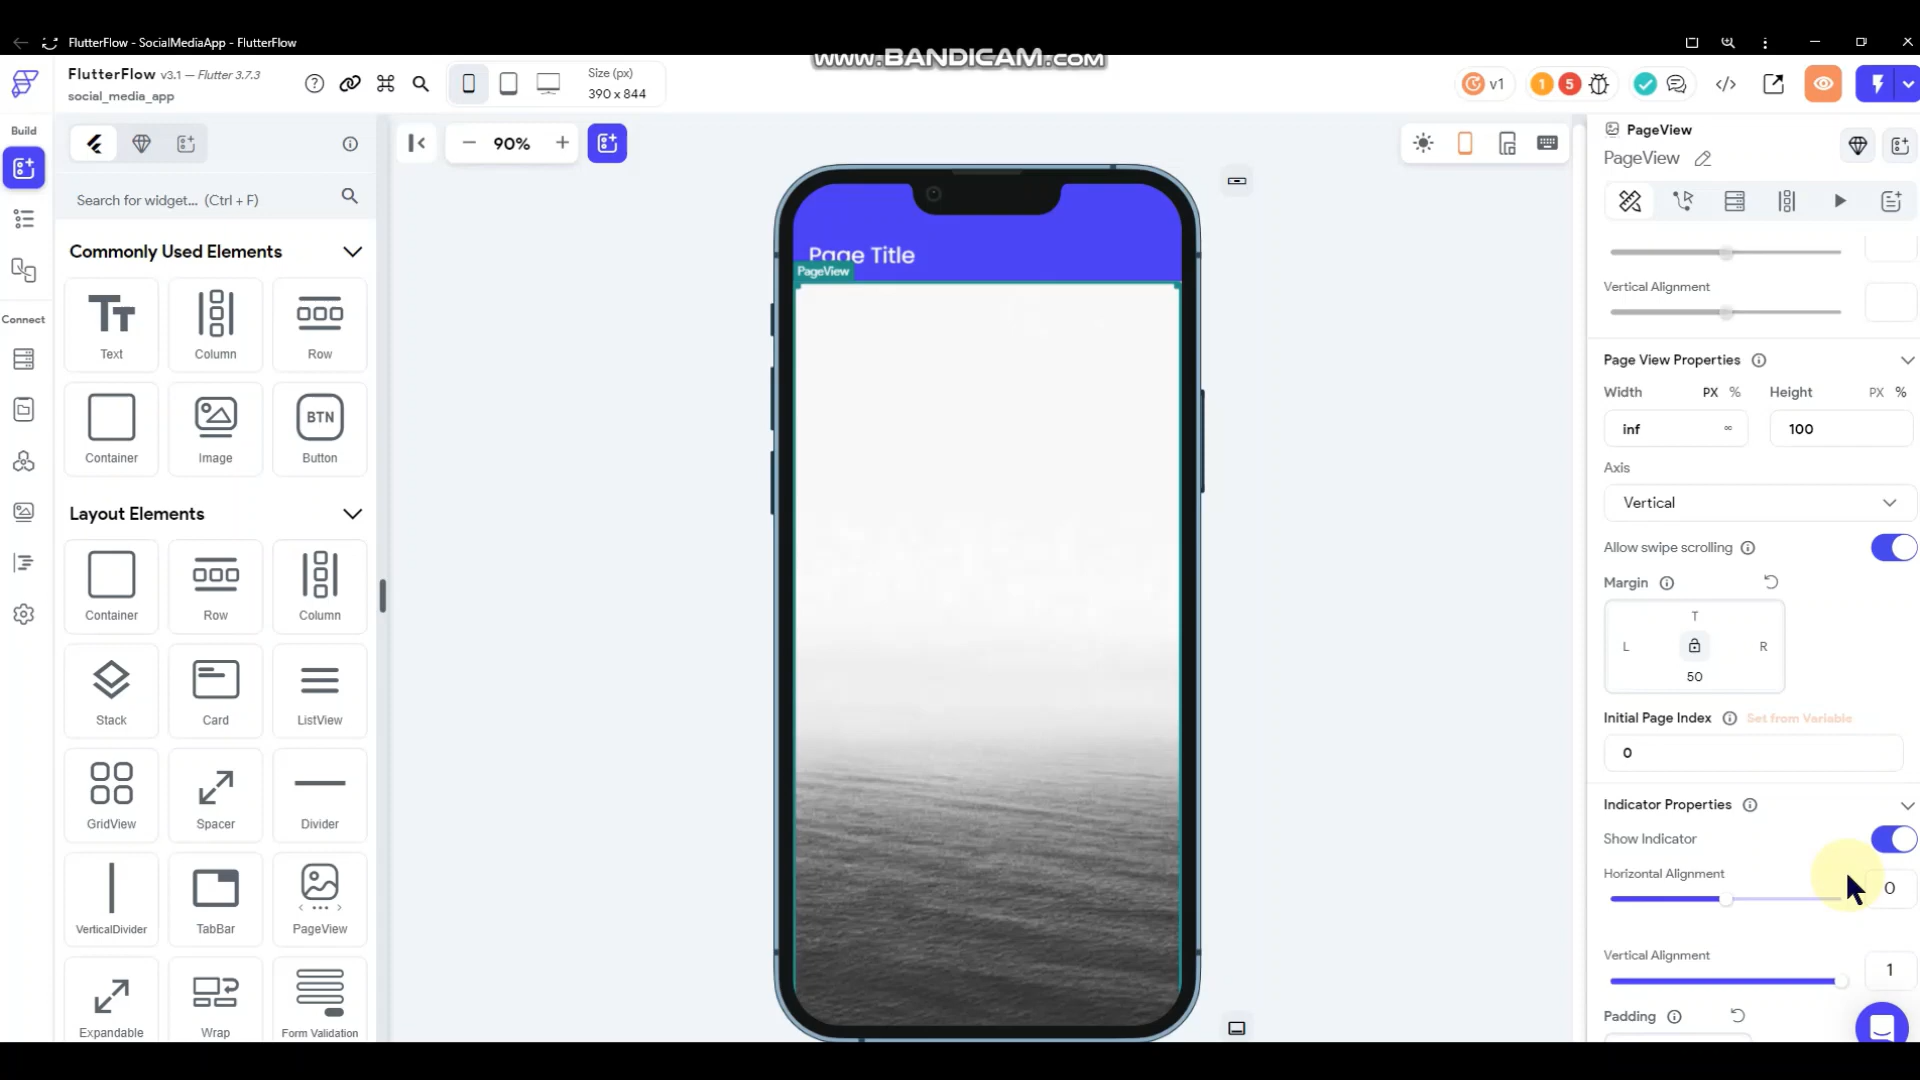 FlutterFlow - SocialMediaApp - FlutterFlow
www.BANDICAM.com
FlutterFlow v3.1 - Flutter 3.7.3
social_media_app
Size (px)
390 x 844
v1
1
5
Build
Connect
90%
Search for widget... (Ctrl + F)
Commonly Used Elements
Tt
Text
Column
Row
Container
Image
BTN
Button
Layout Elements
Container
Row
Column
Stack
Card
ListView
GridView
Spacer
Divider
VerticalDivider
TabBar
PageView
Expandable
Wrap
Form Validation
Page Title
PageView
PageView
PageView
Vertical Alignment
Page View Properties
Width PX % Height PX %
inf ∞ 100
Axis
Vertical
Allow swipe scrolling
Margin
T
L R
50
Initial Page Index Set from Variable
0
Indicator Properties
Show Indicator
Horizontal Alignment
0
Vertical Alignment
1
Padding